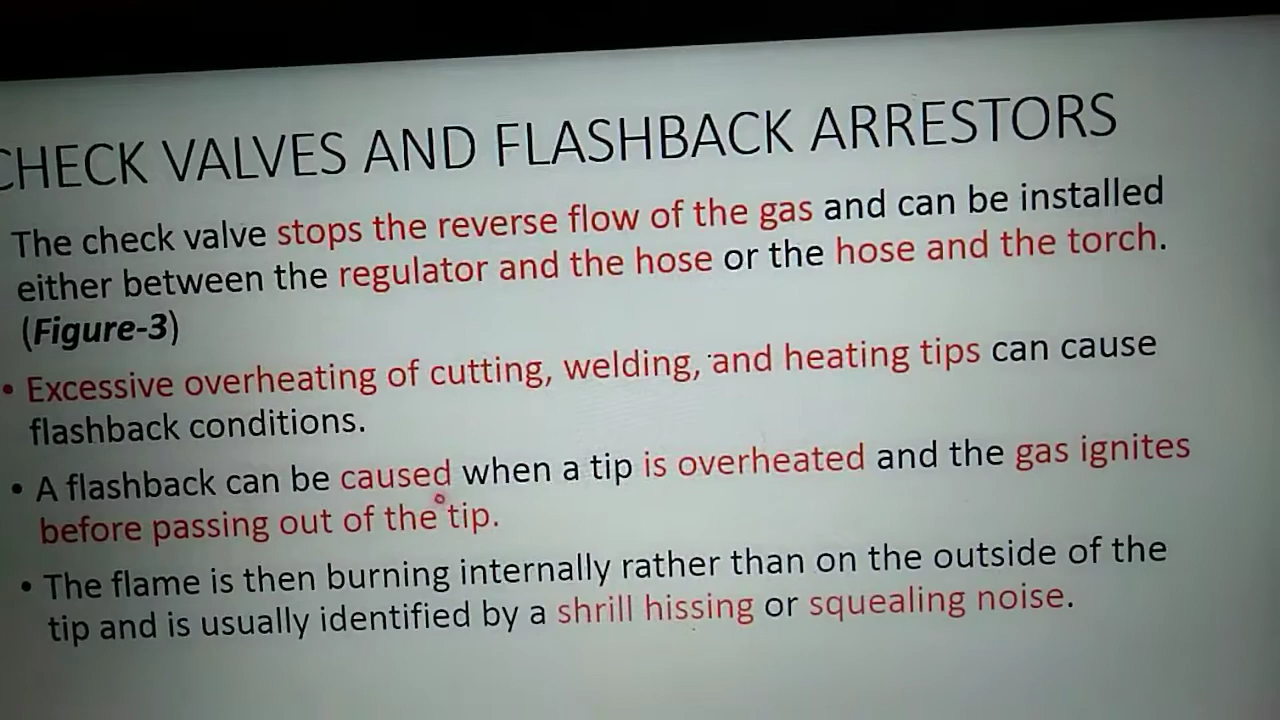 CHECK VALVES AND FLASHBACK ARRESTORS
The check valve stops the reverse flow of the gas and can be installed
either between the regulator and the hose or the hose and the torch.
(Figure-3)
• Excessive overheating of cutting, welding, and heating tips can cause
flashback conditions.
• A flashback can be caused when a tip is overheated and the gas ignites
before passing out of the tip.
• The flame is then burning internally rather than on the outside of the
tip and is usually identified by a shrill hissing or squealing noise.